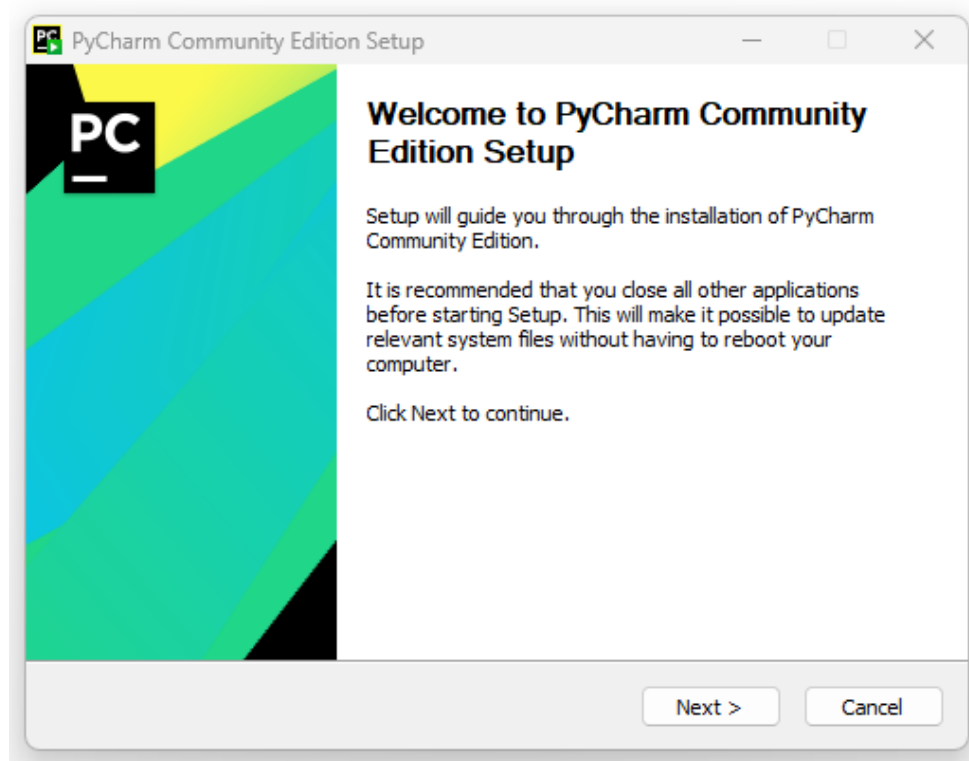 PyCharm Community Edition Setup
PC
Welcome to PyCharm Community
Edition Setup
Setup will guide you through the installation of PyCharm
Community Edition.
It is recommended that you close all other applications
before starting Setup. This will make it possible to update
relevant system files without having to reboot your
computer.
Click Next to continue.
Next >
Cancel